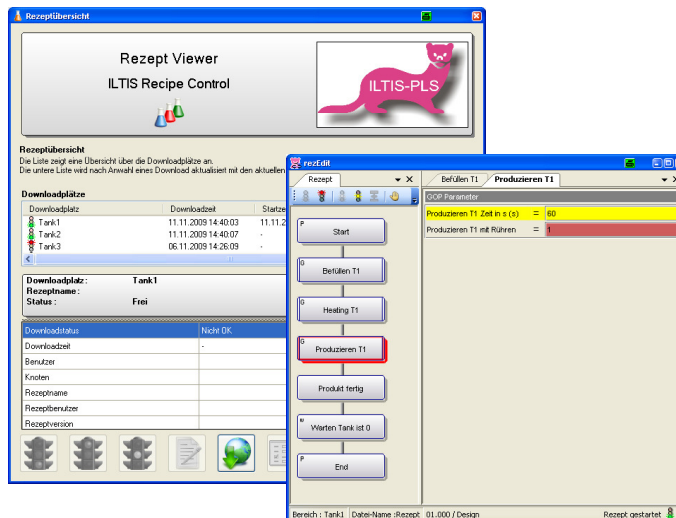 Rezeptübersicht
Rezept Viewer
ILTIS Recipe Control
ILTIS-PLS
Rezeptübersicht
Die Liste zeigt eine Übersicht über die Downloadplätze an.
Die untere Liste wird nach Anwahl eines Download aktualisiert mit den aktuellen
Downloadplätze
Downloadplatz Downloadzeit Startze
Tank1 11.11.2009 14:40:03 11.11.2
Tank2 11.11.2009 14:40:07 -
Tank3 06.11.2009 14:26:09 -
Downloadplatz: Tank1
Rezeptname:
Status: Frei
Downloadstatus Nicht OK
Downloadzeit -
Benutzer
Knoten
Rezeptname
Rezeptbenutzer
Rezeptversion
rezEdit
Rezept
P
Start
G
Befüllen T1
G
Heating T1
G
Produzieren T1
Produkt fertig
W
Warten Tank ist 0
P
End
Befüllen T1 Produzieren T1
GOP Parameter
Produzieren T1 Zeit in s (s) = 60
Produzieren T1 mit Rühren = 1
Bereich : Tank1 Datei-Name :Rezept 01.000 / Design Rezept gestartet